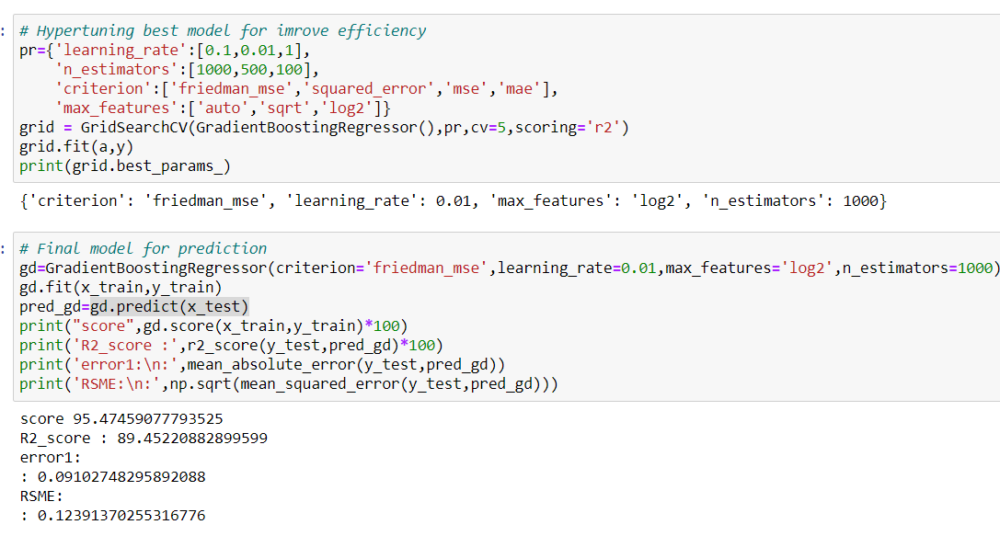 : # Hypertuning best model for imrove efficiency
pr={'learning_rate':[0.1,0.01,1],
'n_estimators':[1000,500,100],
'criterion':['friedman_mse','squared_error','mse','mae'],
'max_features':['auto','sqrt','log2']}
grid = GridSearchCV(GradientBoostingRegressor(),pr,cv=5,scoring='r2')
grid.fit(a,y)
print(grid.best_params_)
{'criterion': 'friedman_mse', 'learning_rate': 0.01, 'max_features': 'log2', 'n_estimators': 1000}
: # Final model for prediction
gd=GradientBoostingRegressor(criterion='friedman_mse',learning_rate=0.01,max_features='log2',n_estimators=1000)
gd.fit(x_train,y_train)
pred_gd=gd.predict(x_test)
print("score",gd.score(x_train,y_train)*100)
print('R2_score :',r2_score(y_test,pred_gd)*100)
print('error1:\n:',mean_absolute_error(y_test,pred_gd))
print('RSME:\n:',np.sqrt(mean_squared_error(y_test,pred_gd)))
score 95.47459077793525
R2_score : 89.45220882899599
error1:
: 0.09102748295892088
RSME:
: 0.12391370255316776